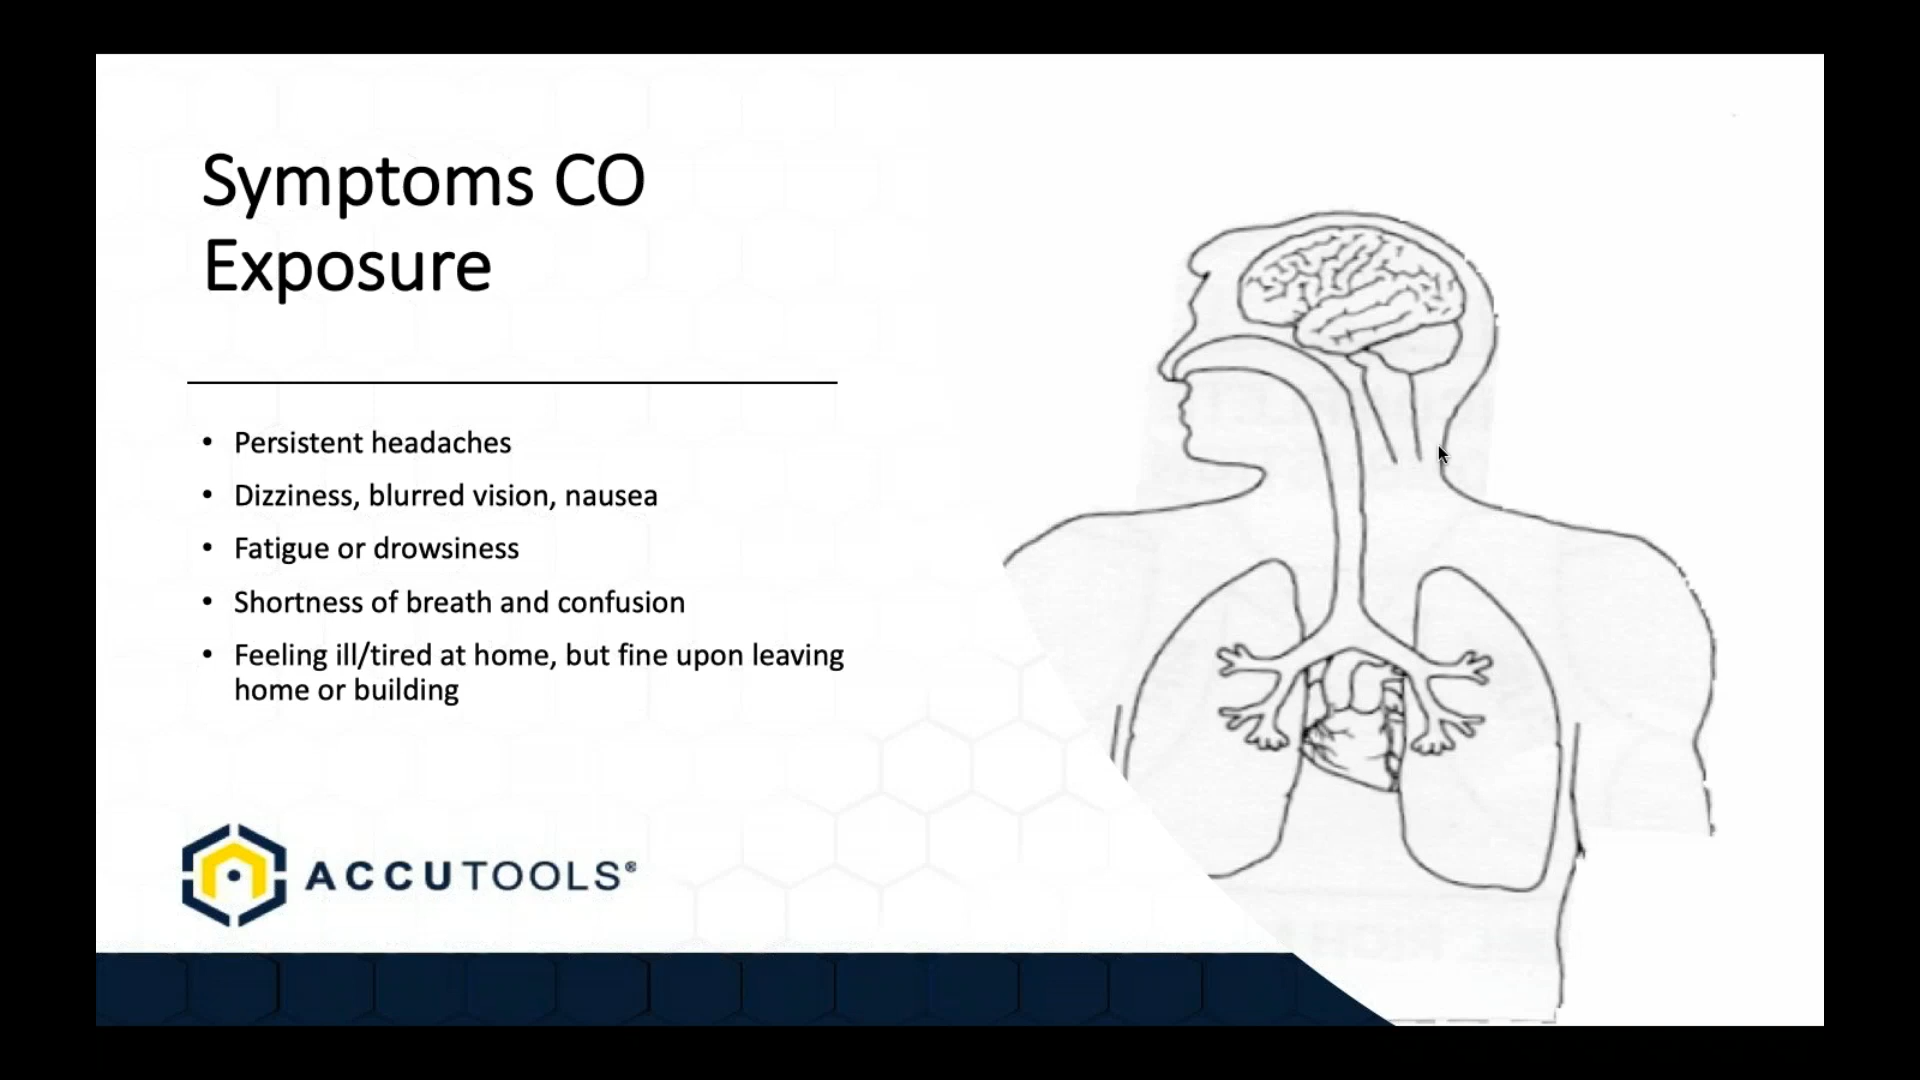 Symptoms CO
Exposure
• Persistent headaches
• Dizziness, blurred vision, nausea
• Fatigue or drowsiness
• Shortness of breath and confusion
• Feeling ill/tired at home, but fine upon leaving
home or building
ACCUTOOLS®